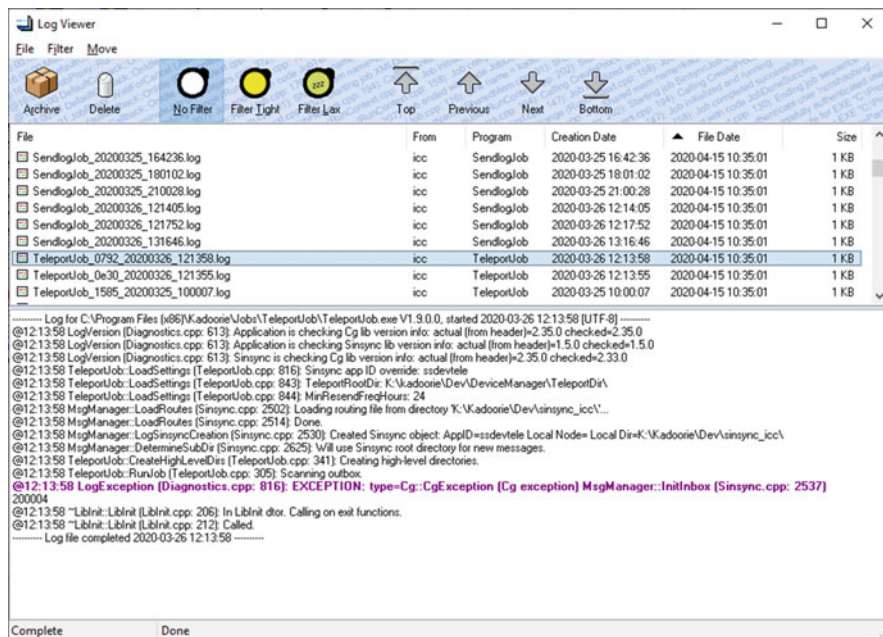 Log Viewer
File Filter Move
Archive Delete No Filter Filter Tight Filter Lax Top Previous Next Bottom
File From Program Creation Date File Date Size
SendlogJob_20200325_164236.log icc SendlogJob 2020-03-25 16:42:36 2020-04-15 10:35:01 1 KB
SendlogJob_20200325_180102.log icc SendlogJob 2020-03-25 18:01:02 2020-04-15 10:35:01 1 KB
SendlogJob_20200325_210028.log icc SendlogJob 2020-03-25 21:00:28 2020-04-15 10:35:01 1 KB
SendlogJob_20200326_121405.log icc SendlogJob 2020-03-26 12:14:05 2020-04-15 10:35:01 1 KB
SendlogJob_20200326_121752.log icc SendlogJob 2020-03-26 12:17:52 2020-04-15 10:35:01 1 KB
SendlogJob_20200326_131646.log icc SendlogJob 2020-03-26 13:16:46 2020-04-15 10:35:01 1 KB
TeleportJob_0792_20200326_121358.log icc TeleportJob 2020-03-26 12:13:58 2020-04-15 10:35:01 1 KB
TeleportJob_0e30_20200326_121355.log icc TeleportJob 2020-03-26 12:13:55 2020-04-15 10:35:01 1 KB
TeleportJob_1585_20200325_100007.log icc TeleportJob 2020-03-25 10:00:07 2020-04-15 10:35:01 1 KB
---------- Log for C:\Program Files (x86)\Kadoorie\Jobs\TeleportJob\TeleportJob.exe V1.9.0.0, started 2020-03-26 12:13:58 [UTF-8] ----------
@12:13:58 LogVersion (Diagnostics.cpp: 613): Application is checking Cg lib version info: actual (from header)=2.35.0 checked=2.35.0
@12:13:58 LogVersion (Diagnostics.cpp: 613): Application is checking Sinsync lib version info: actual (from header)=1.5.0 checked=1.5.0
@12:13:58 LogVersion (Diagnostics.cpp: 613): Sinsync is checking Cg lib version info: actual (from header)=2.35.0 checked=2.33.0
@12:13:58 TeleportJob::LoadSettings (TeleportJob.cpp: 816): Sinsync app ID override: ssdevtele
@12:13:58 TeleportJob::LoadSettings (TeleportJob.cpp: 843): TeleportRootDir: K:\kadoorie\Dev\DeviceManager\TeleportDir\
@12:13:58 TeleportJob::LoadSettings (TeleportJob.cpp: 844): MinResendFreqHours: 24
@12:13:58 MsgManager::LoadRoutes (Sinsync.cpp: 2502): Loading routing file from directory 'K:\Kadoorie\Dev\sinsync_icc\'...
@12:13:58 MsgManager::LoadRoutes (Sinsync.cpp: 2514): Done.
@12:13:58 MsgManager::LogSinsyncCreation (Sinsync.cpp: 2530): Created Sinsync object: AppID=ssdevtele Local Node= Local Dir=K:\Kadoorie\Dev\sinsync_icc\
@12:13:58 MsgManager::DetermineSubDir (Sinsync.cpp: 2625): Will use Sinsync root directory for new messages.
@12:13:58 TeleportJob::CreateHighLevelDirs (TeleportJob.cpp: 341): Creating high-level directories.
@12:13:58 TeleportJob::RunJob (TeleportJob.cpp: 305): Scanning outbox.
@12:13:58 LogException (Diagnostics.cpp: 816): EXCEPTION: type=Cg::CgException (Cg exception) MsgManager::InitInbox (Sinsync.cpp: 2537)
200004
@12:13:58 ~LibInit::LibInit (LibInit.cpp: 206): In LibInit dtor. Calling on exit functions.
@12:13:58 ~LibInit::LibInit (LibInit.cpp: 212): Called.
---------- Log file completed 2020-03-26 12:13:58 ----------
Complete Done